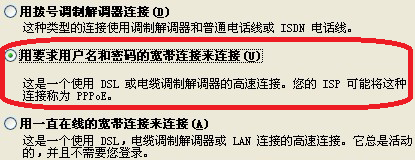 用拨号调制解调器连接(D)
这种类型的连接使用调制解调器和普通电话线或 ISDN 电话线。
用要求用户名和密码的宽带连接来连接(U)
这是一个使用 DSL 或电缆调制解调器的高速连接。您的 ISP 可能将这种
连接称为 PPPoE。
用一直在线的宽带连接来连接(A)
这是一个使用 DSL，电缆调制解调器或 LAN 连接的高速连接。它总是活动
的，并且不需要您登录。